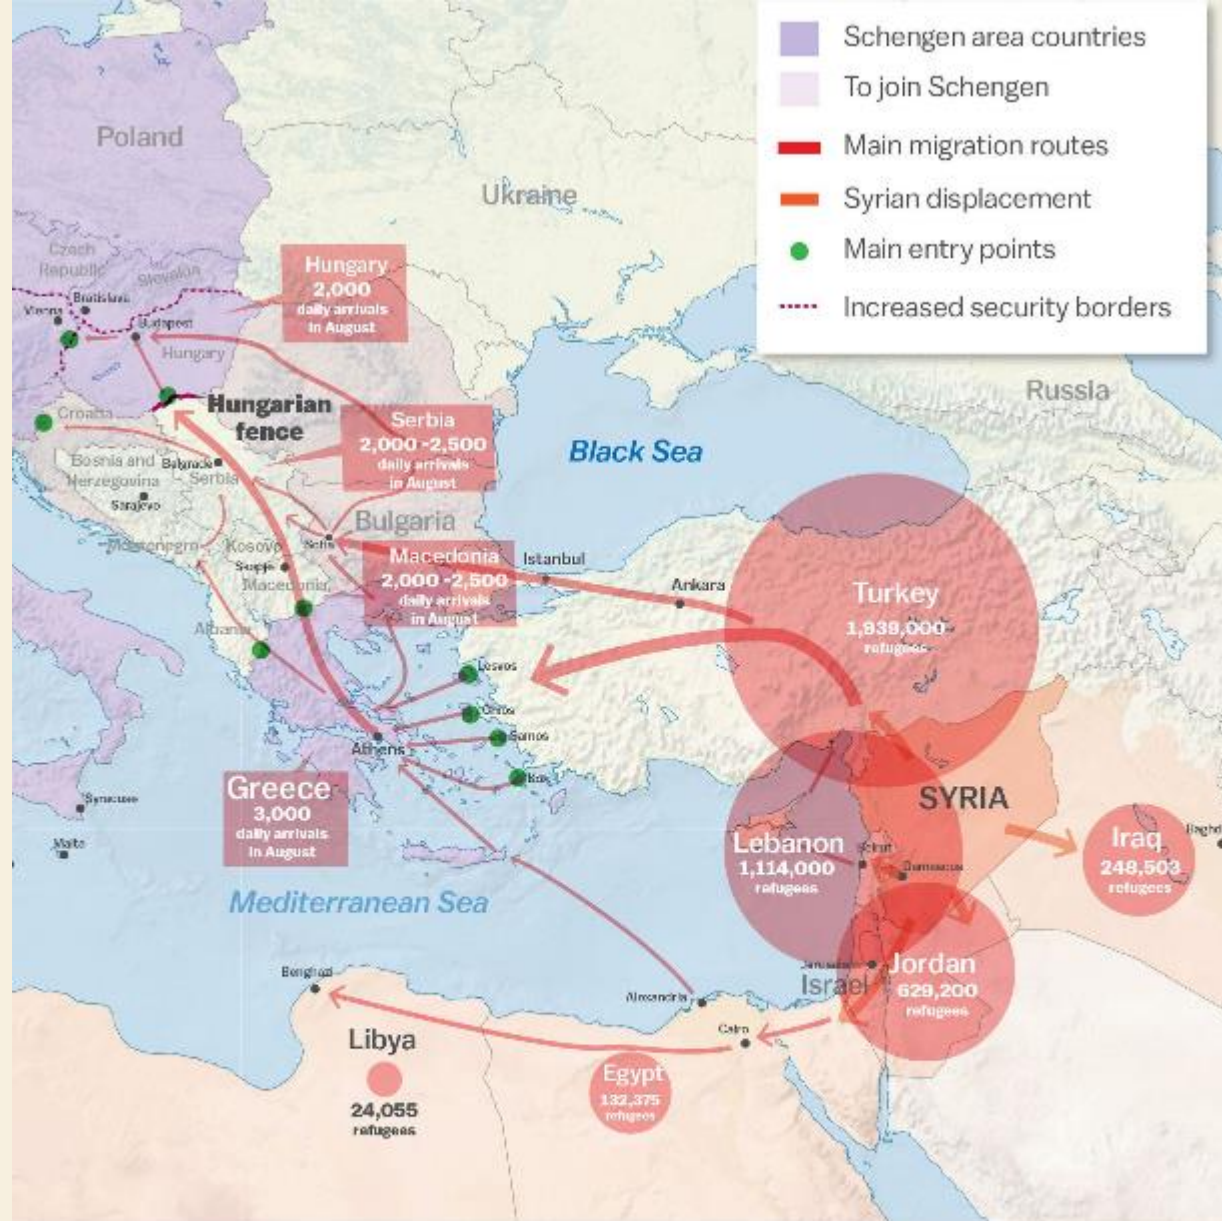 Schengen area countries
To join Schengen
Main migration routes
Syrian displacement
Main entry points
Increased security borders
Poland
Ukraine
Czech
Republic
Slovakia
Hungary
2,000
daily arrivals
in August
Bratislava
Vienna
Budapest
Hungary
Russia
Croatia
Hungarian
fence
Serbia
2,000 -2,500
daily arrivals
in August
Black Sea
Bosnia and
Herzegovina
Belgrade
Serbia
Sarajevo
Bulgaria
Montenegro
Kosovo
Sofia
Skopje
Macedonia
Macedonia
2,000 -2,500
daily arrivals
in August
Istanbul
Ankara
Turkey
1,939,000
refugees
Albania
Lesvos
Chios
Samos
Athens
Kos
Greece
3,000
daily arrivals
in August
Syracuse
Malta
SYRIA
Lebanon
1,114,000
refugees
Beirut
Damascus
Iraq
248,503
refugees
Baghd
Mediterranean Sea
Jerusalem
Israel
Jordan
629,200
refugees
Benghazi
Alexandria
Cairo
Libya
24,055
refugees
Egypt
132,375
refugees